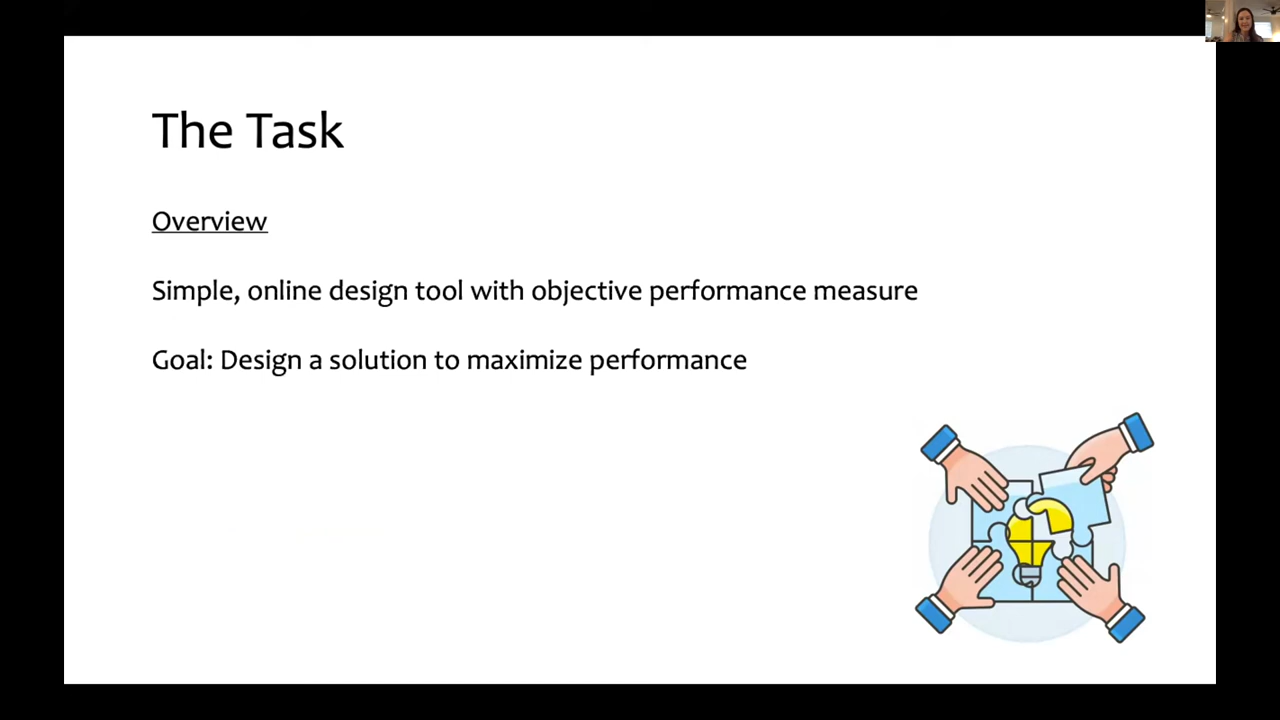 The Task
Overview
Simple, online design tool with objective performance measure
Goal: Design a solution to maximize performance